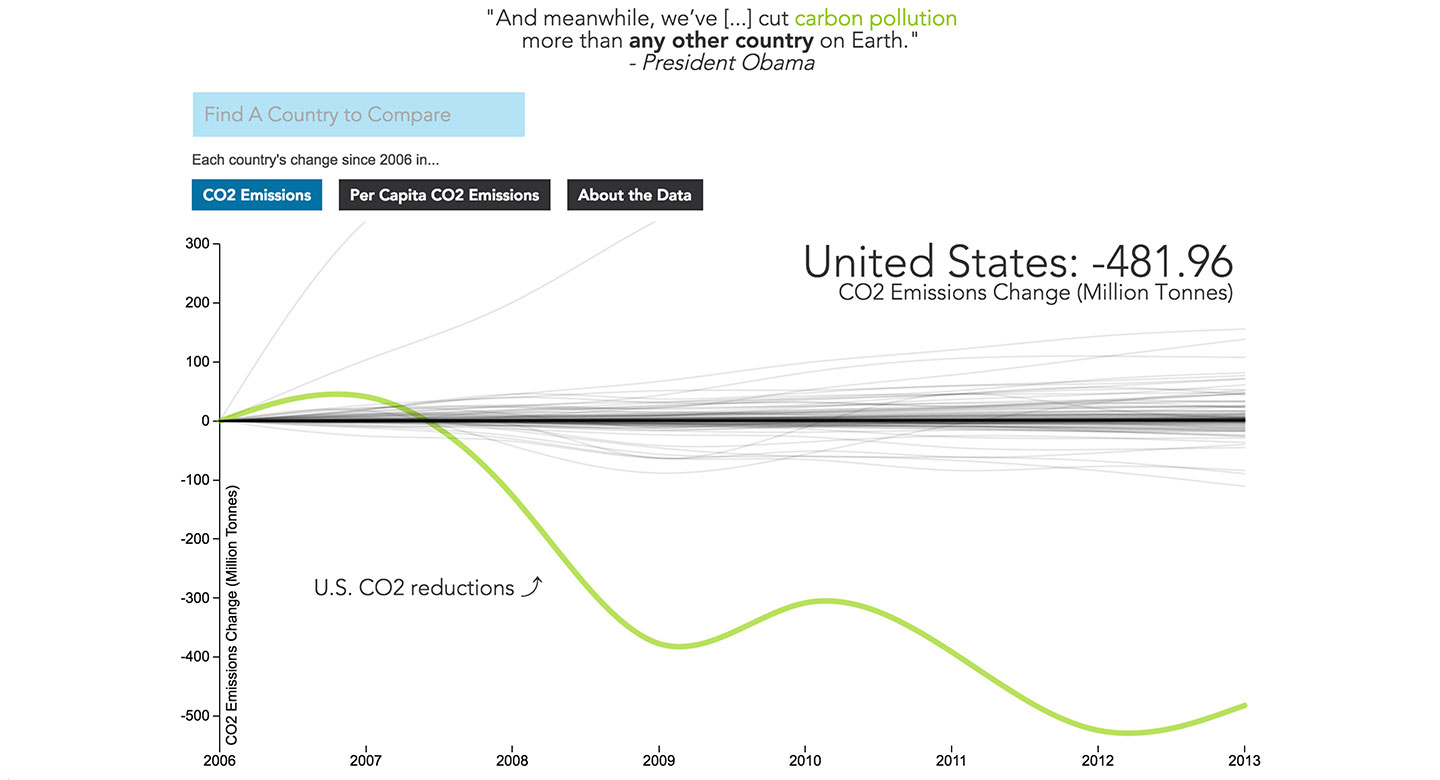 "And meanwhile, we’ve [...] cut carbon pollution
more than any other country on Earth."
- President Obama
Find A Country to Compare
Each country's change since 2006 in...
CO2 Emissions
Per Capita CO2 Emissions
About the Data
United States: -481.96
CO2 Emissions Change (Million Tonnes)
300
200
100
0
-100
-200
-300
-400
-500
CO2 Emissions Change (Million Tonnes)
U.S. CO2 reductions
2006
2007
2008
2009
2010
2011
2012
2013